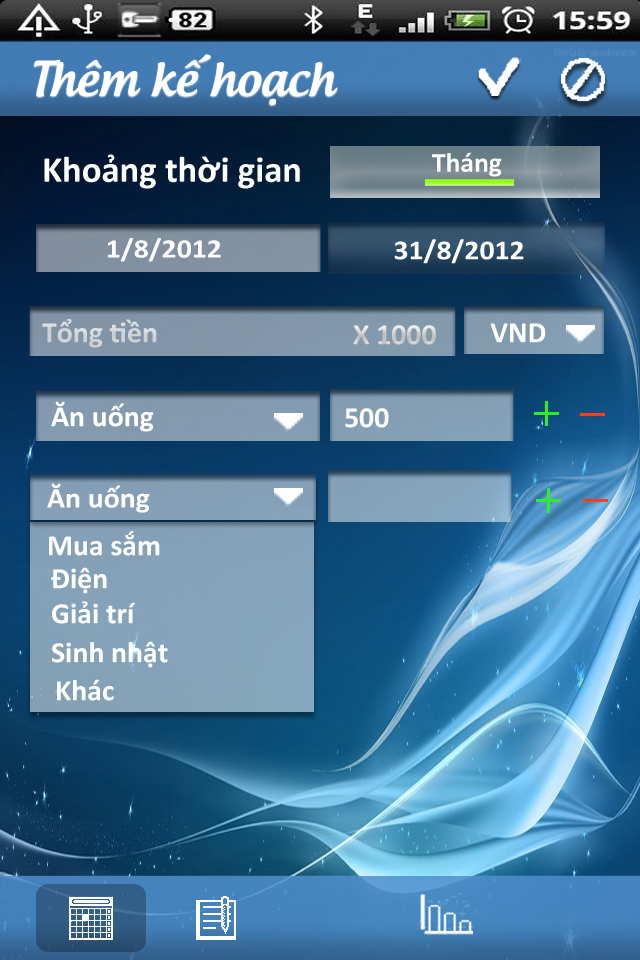 82 E 15:59
Thêm kế hoạch
Khoảng thời gian Tháng
1/8/2012 31/8/2012
Tổng tiền X 1000 VND
Ăn uống 500
Ăn uống
Mua sắm
Điện
Giải trí
Sinh nhật
Khác